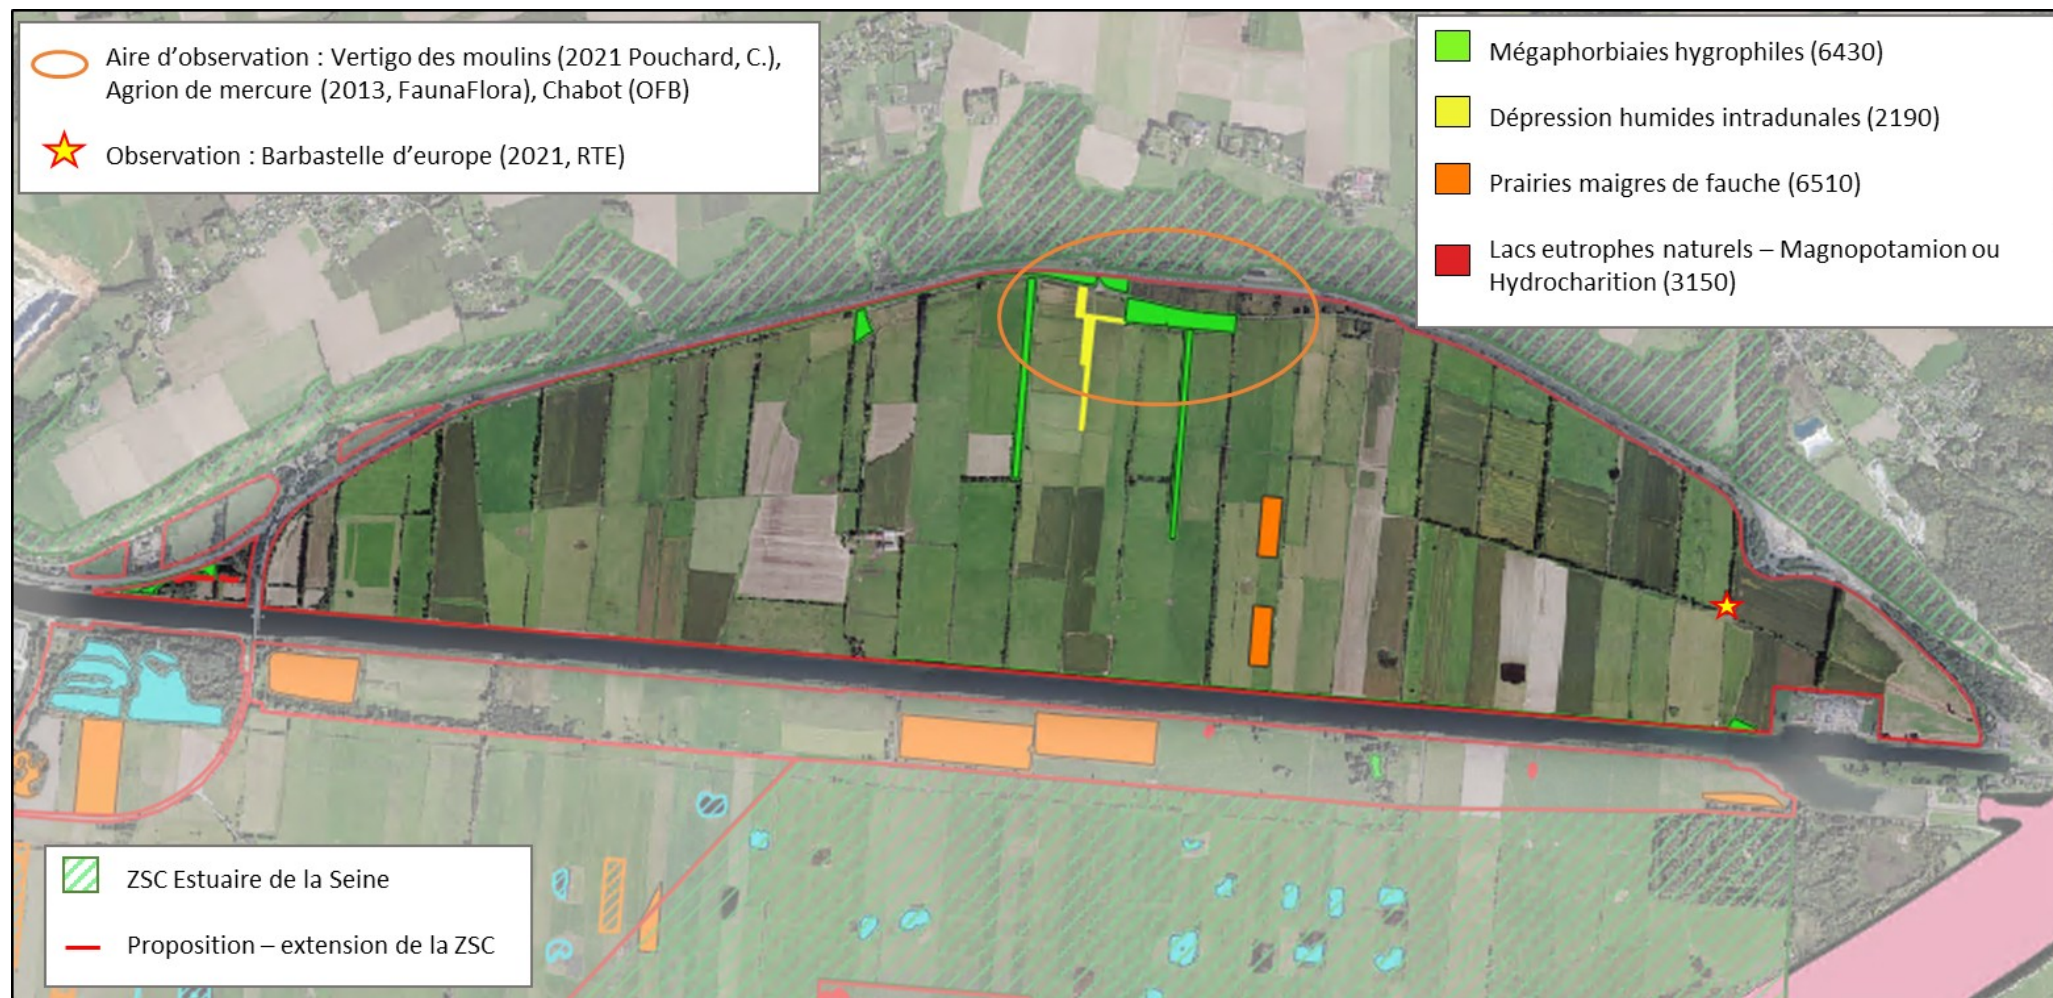 Aire d'observation : Vertigo des moulins (2021 Pouchard, C.),
Agrion de mercure (2013, FaunaFlora), Chabot (OFB)
Observation : Barbastelle d'europe (2021, RTE)
Mégaphorbiaies hygrophiles (6430)
Dépression humides intradunales (2190)
Prairies maigres de fauche (6510)
Lacs eutrophes naturels – Magnopotamion ou
Hydrocharition (3150)
ZSC Estuaire de la Seine
Proposition – extension de la ZSC